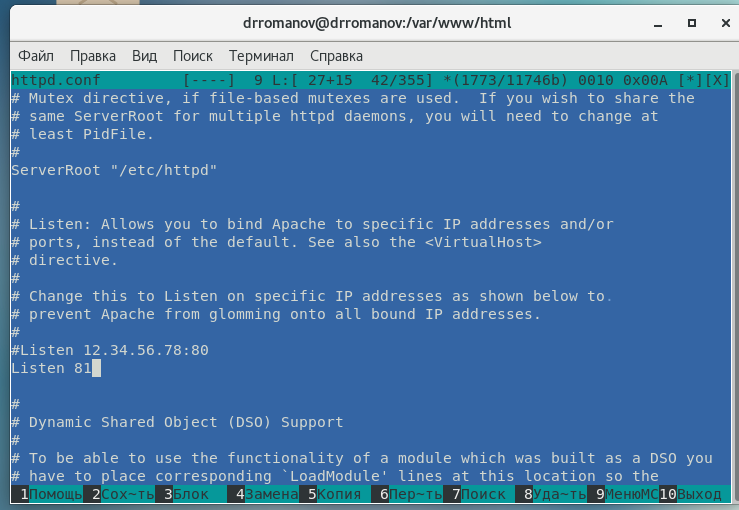 drromanov@drromanov:/var/www/html
Файл Правка Вид Поиск Терминал Справка
httpd.conf [----] 9 L:[ 27+15 42/355] *(1773/11746b) 0010 0x00A [*][X]
# Mutex directive, if file-based mutexes are used.  If you wish to share the
# same ServerRoot for multiple httpd daemons, you will need to change at
# least PidFile.
#
ServerRoot "/etc/httpd"
#
# Listen: Allows you to bind Apache to specific IP addresses and/or
# ports, instead of the default. See also the <VirtualHost>
# directive.
#
# Change this to Listen on specific IP addresses as shown below to.
# prevent Apache from glomming onto all bound IP addresses.
#
#Listen 12.34.56.78:80
Listen 81
#
# Dynamic Shared Object (DSO) Support
#
# To be able to use the functionality of a module which was built as a DSO you
# have to place corresponding `LoadModule' lines at this location so the
1Помощь 2Сох~ть 3Блок 4Замена 5Копия 6Пер~ть 7Поиск 8Уда~ть 9МенюМС 10Выход